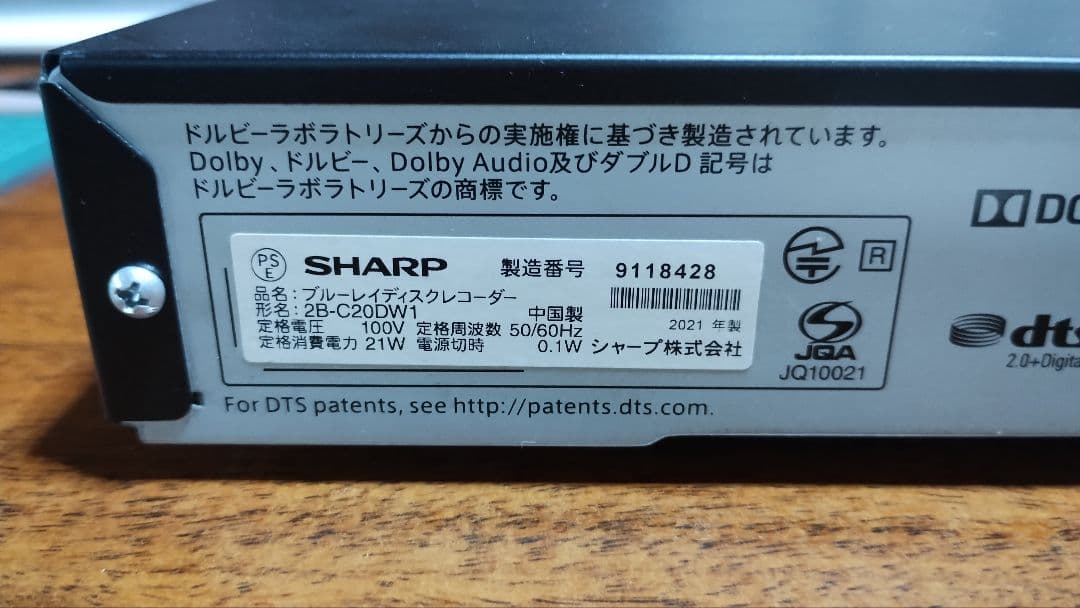 ドルビーラボラトリーズからの実施権に基づき製造されています。
Dolby、ドルビー、Dolby Audio及びダブルD 記号は
ドルビーラボラトリーズの商標です。
PS
E
SHARP 製造番号 9118428
品名：ブルーレイディスクレコーダー
形名：2B-C20DW1 中国製
2021 年製
定格電圧 100V 定格周波数 50/60Hz
定格消費電力 21W 電源切時 0.1W シャープ株式会社
R
JQA
JQ10021
For DTS patents, see http://patents.dts.com.
dts
2.0+